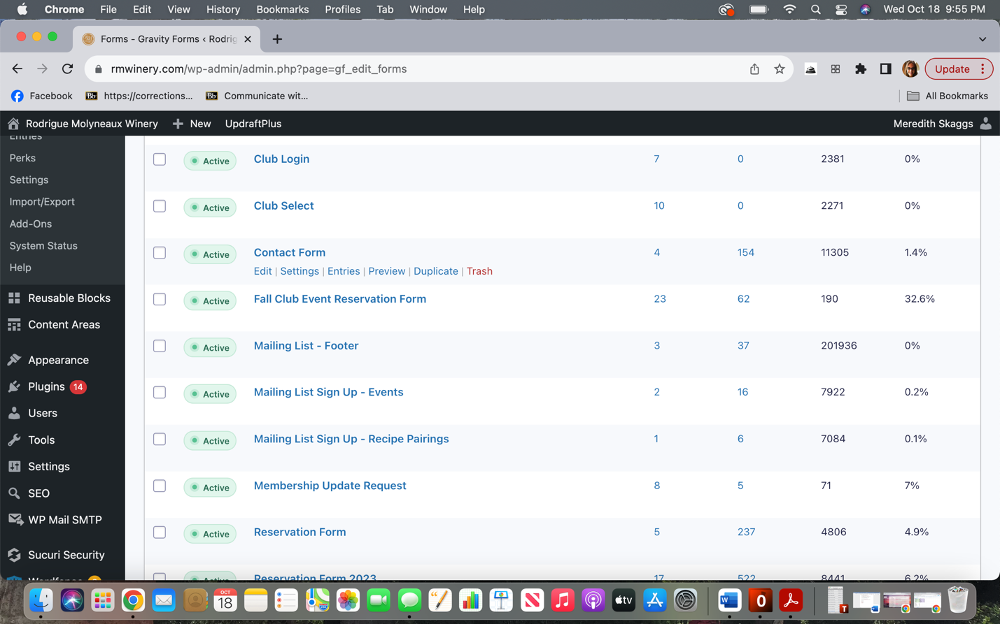 Chrome File Edit View History Bookmarks Profiles Tab Window Help Wed Oct 18 9:55 PM
Forms - Gravity Forms ‹ Rodrig
rmwinery.com/wp-admin/admin.php?page=gf_edit_forms Update
Facebook Bb https://corrections... Bb Communicate wit... All Bookmarks
Rodrigue Molyneaux Winery New UpdraftPlus Meredith Skaggs
Entries
Perks
Settings
Import/Export
Add-Ons
System Status
Help
Reusable Blocks
Content Areas
Appearance
Plugins 14
Users
Tools
Settings
SEO
WP Mail SMTP
Sucuri Security
Wordfence
Active Club Login 7 0 2381 0%
Active Club Select 10 0 2271 0%
Active Contact Form 4 154 11305 1.4%
Edit | Settings | Entries | Preview | Duplicate | Trash
Active Fall Club Event Reservation Form 23 62 190 32.6%
Active Mailing List - Footer 3 37 201936 0%
Active Mailing List Sign Up - Events 2 16 7922 0.2%
Active Mailing List Sign Up - Recipe Pairings 1 6 7084 0.1%
Active Membership Update Request 8 5 71 7%
Active Reservation Form 5 237 4806 4.9%
Active Reservation Form 2023 17 522 8441 6.2%
OCT
18
tv
W
T